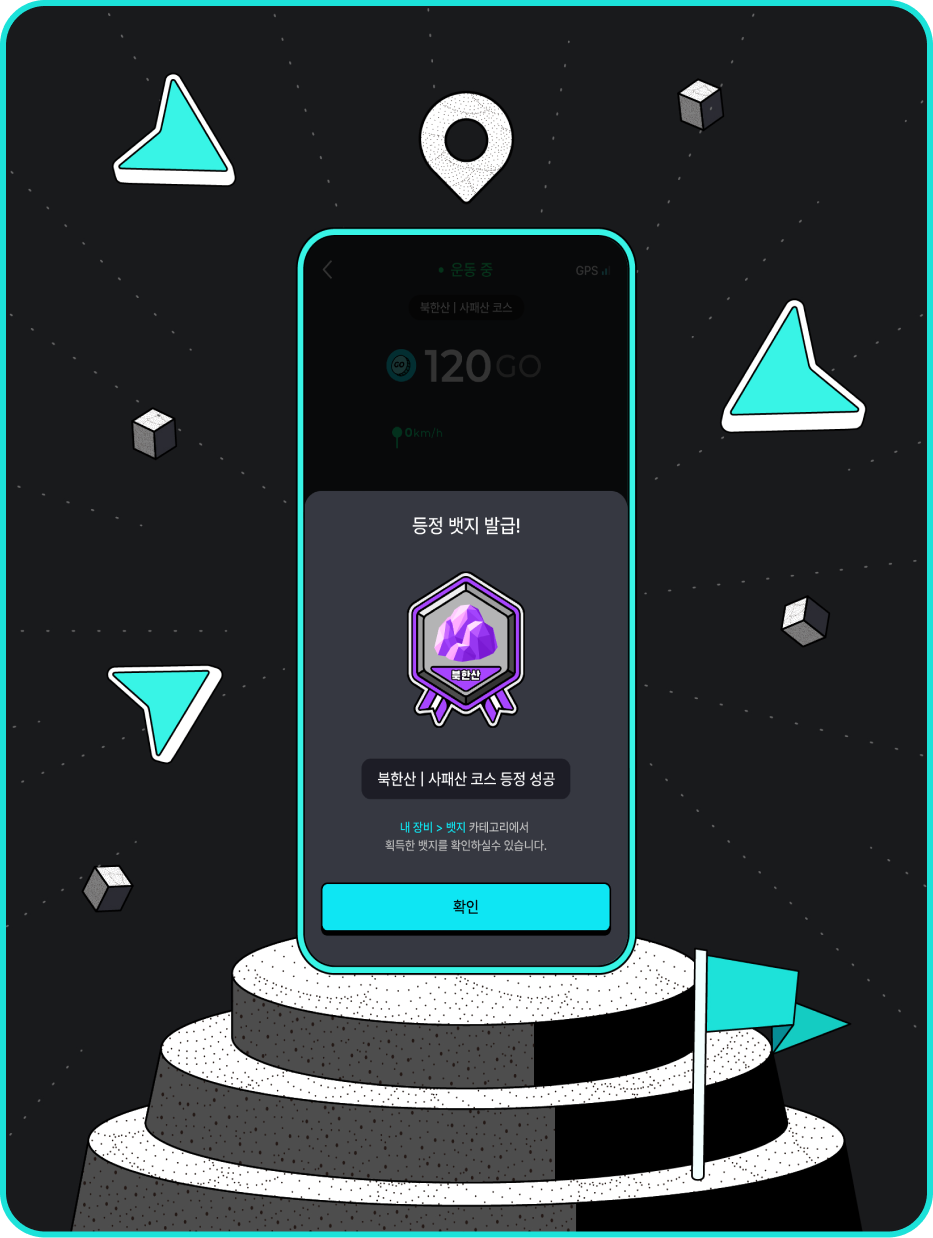 운동 중
GPS
북한산 | 사패산 코스
GO 120 GO
0km/h
등정 뱃지 발급!
북한산
북한산 | 사패산 코스 등정 성공
내 장비 > 뱃지 카테고리에서
획득한 뱃지를 확인하실수 있습니다.
확인